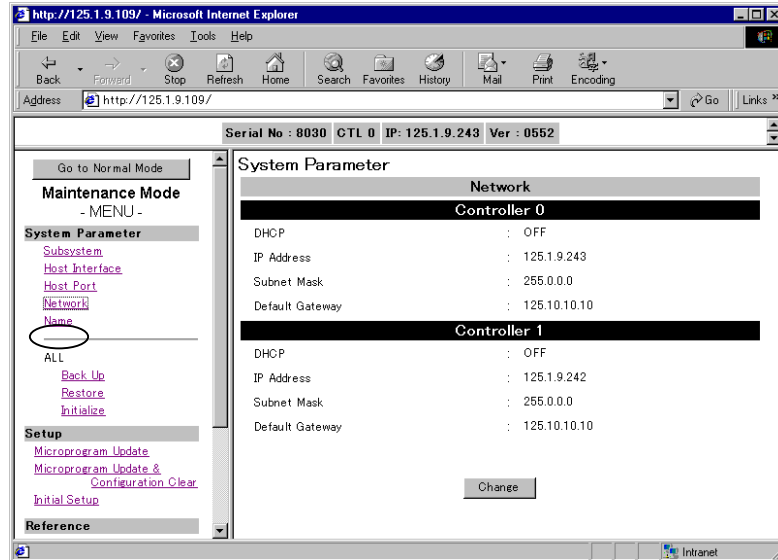 http://125.1.9.109/ - Microsoft Internet Explorer
File Edit View Favorites Tools Help
Back Forward Stop Refresh Home Search Favorites History Mail Print Encoding
Address http://125.1.9.109/ Go Links »
Serial No : 8030 CTL 0 IP: 125.1.9.243 Ver : 0552
Go to Normal Mode
Maintenance Mode
- MENU -
System Parameter
Subsystem
Host Interface
Host Port
Network
Name
ALL
Back Up
Restore
Initialize
Setup
Microprogram Update
Microprogram Update &
Configuration Clear
Initial Setup
Reference
System Parameter
Network
Controller 0
DHCP : OFF
IP Address : 125.1.9.243
Subnet Mask : 255.0.0.0
Default Gateway : 125.10.10.10
Controller 1
DHCP : OFF
IP Address : 125.1.9.242
Subnet Mask : 255.0.0.0
Default Gateway : 125.10.10.10
Change
Intranet